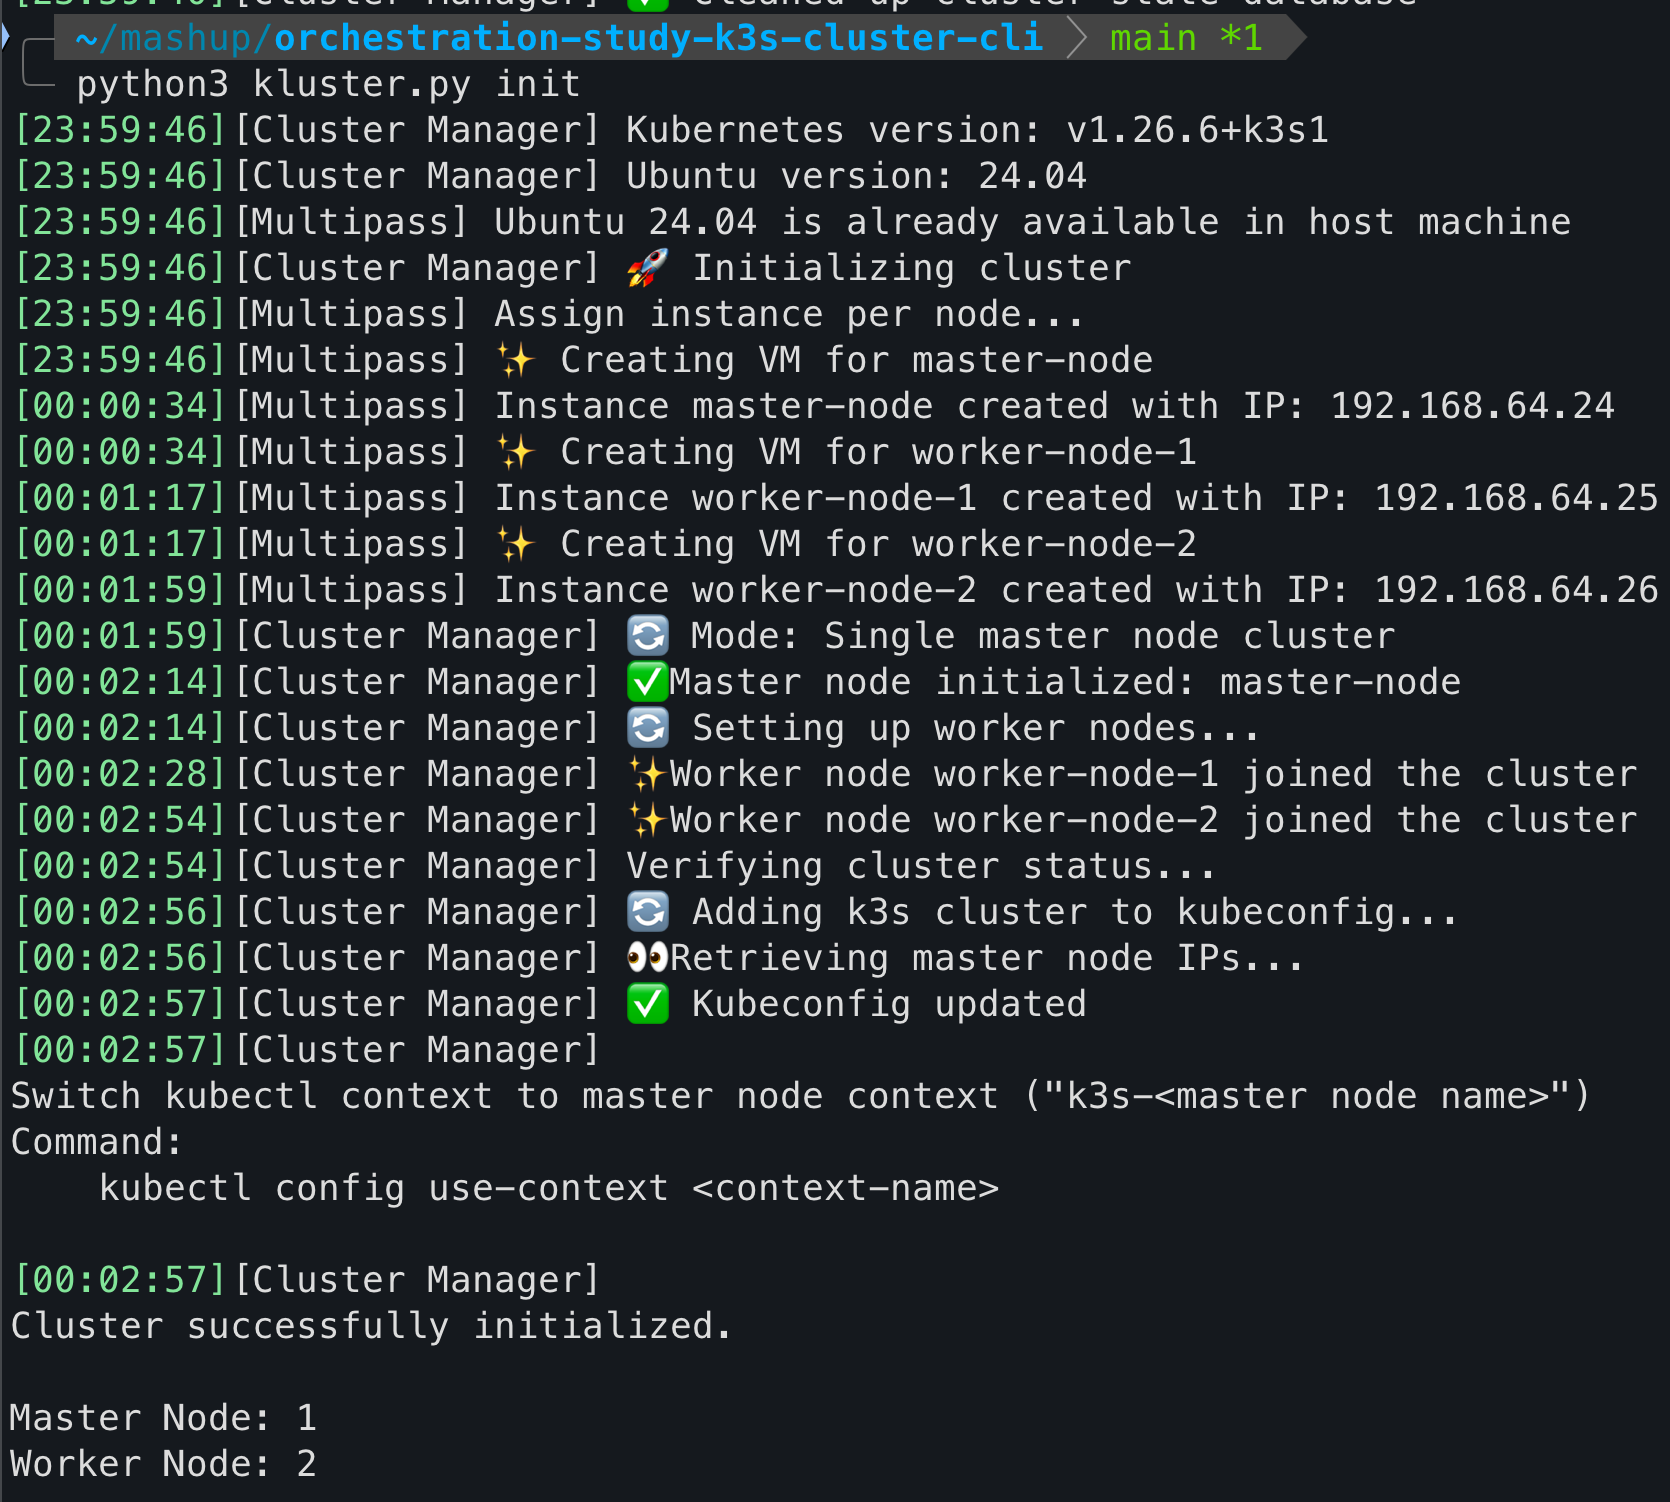 [23:59:46][Cluster Manager] ✅ Cleaned up cluster state database
~/mashup/orchestration-study-k3s-cluster-cli main *1
python3 kluster.py init
[23:59:46][Cluster Manager] Kubernetes version: v1.26.6+k3s1
[23:59:46][Cluster Manager] Ubuntu version: 24.04
[23:59:46][Multipass] Ubuntu 24.04 is already available in host machine
[23:59:46][Cluster Manager] 🚀 Initializing cluster
[23:59:46][Multipass] Assign instance per node...
[23:59:46][Multipass] ✨ Creating VM for master-node
[00:00:34][Multipass] Instance master-node created with IP: 192.168.64.24
[00:00:34][Multipass] ✨ Creating VM for worker-node-1
[00:01:17][Multipass] Instance worker-node-1 created with IP: 192.168.64.25
[00:01:17][Multipass] ✨ Creating VM for worker-node-2
[00:01:59][Multipass] Instance worker-node-2 created with IP: 192.168.64.26
[00:01:59][Cluster Manager] 🔄 Mode: Single master node cluster
[00:02:14][Cluster Manager] ✅Master node initialized: master-node
[00:02:14][Cluster Manager] 🔄 Setting up worker nodes...
[00:02:28][Cluster Manager] ✨Worker node worker-node-1 joined the cluster
[00:02:54][Cluster Manager] ✨Worker node worker-node-2 joined the cluster
[00:02:54][Cluster Manager] Verifying cluster status...
[00:02:56][Cluster Manager] 🔄 Adding k3s cluster to kubeconfig...
[00:02:56][Cluster Manager] 👀Retrieving master node IPs...
[00:02:57][Cluster Manager] ✅ Kubeconfig updated
[00:02:57][Cluster Manager]
Switch kubectl context to master node context ("k3s-<master node name>")
Command:
    kubectl config use-context <context-name>
[00:02:57][Cluster Manager]
Cluster successfully initialized.
Master Node: 1
Worker Node: 2